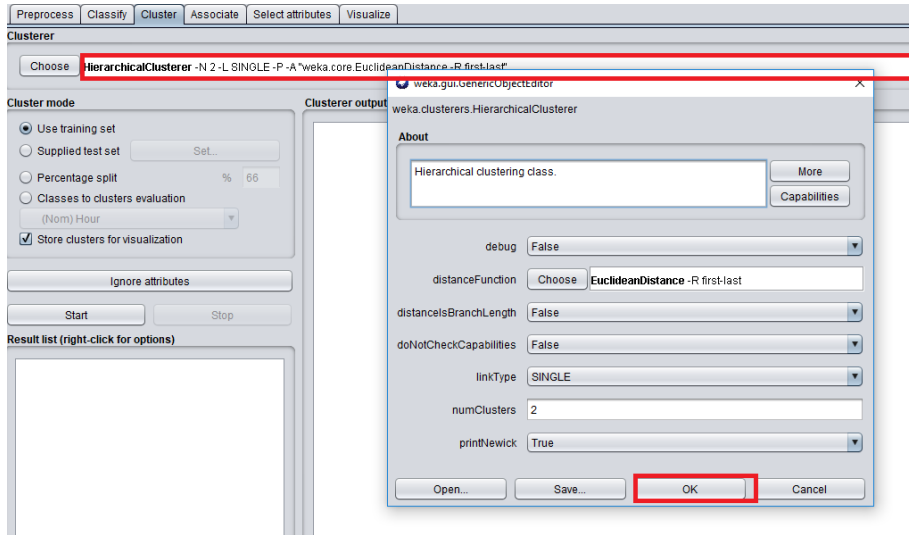 Preprocess Classify Cluster Associate Select attributes Visualize
Clusterer
Choose HierarchicalClusterer -N 2 -L SINGLE -P -A "weka.core.EuclideanDistance -R first-last"
Cluster mode
Use training set
Supplied test set Set...
Percentage split % 66
Classes to clusters evaluation
(Nom) Hour
Store clusters for visualization
Ignore attributes
Start Stop
Result list (right-click for options)
Clusterer output
weka.gui.GenericObjectEditor
weka.clusterers.HierarchicalClusterer
About
Hierarchical clustering class.
More
Capabilities
debug False
distanceFunction Choose EuclideanDistance -R first-last
distanceIsBranchLength False
doNotCheckCapabilities False
linkType SINGLE
numClusters 2
printNewick True
Open... Save... OK Cancel